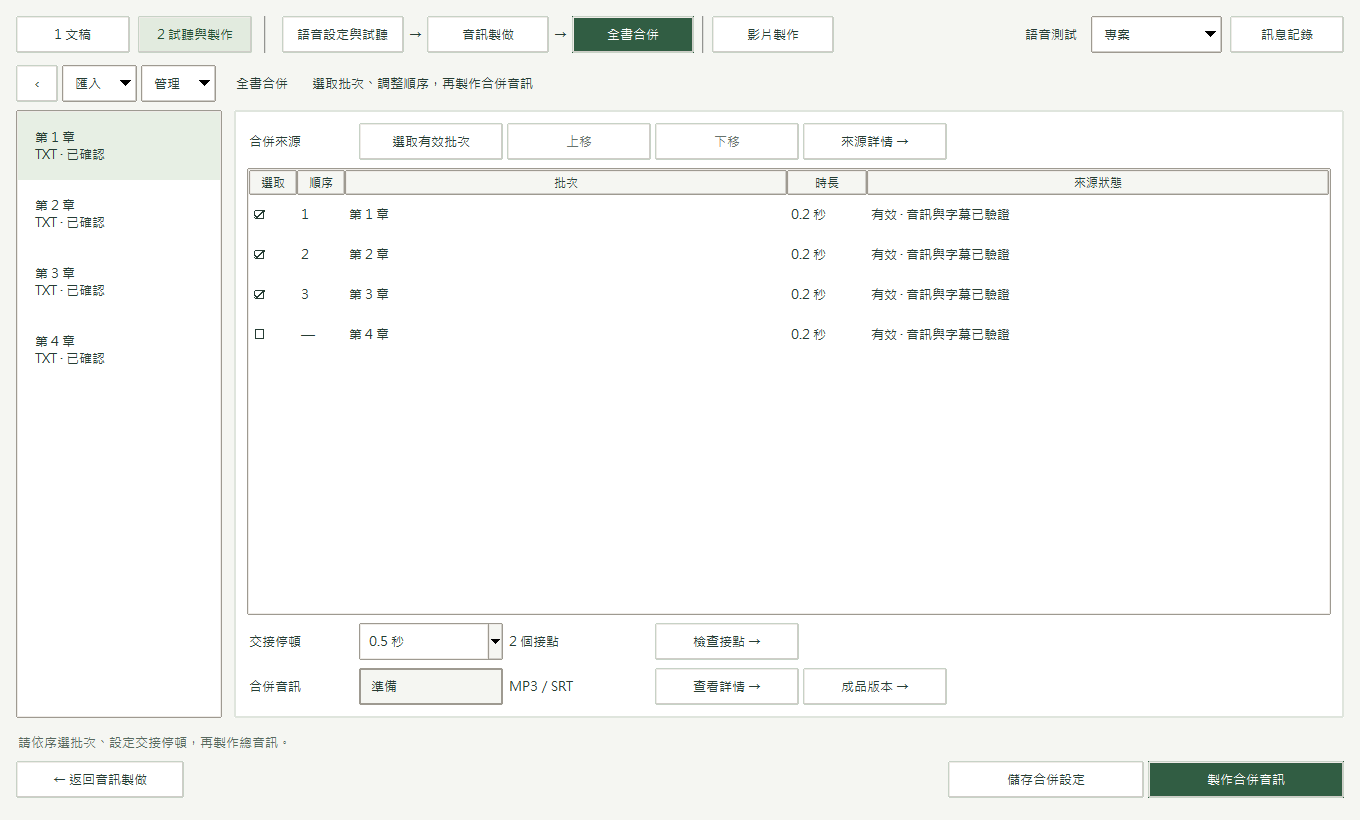 1 文稿
2 試聽與製作
語音設定與試聽 → 音訊製做 → 全書合併
影片製作
語音測試
專案
訊息記錄
‹
匯入
管理
全書合併
選取批次、調整順序，再製作合併音訊
第 1 章
TXT · 已確認
第 2 章
TXT · 已確認
第 3 章
TXT · 已確認
第 4 章
TXT · 已確認
合併來源
選取有效批次
上移
下移
來源詳情 →
選取 順序 批次 時長 來源狀態
1 第 1 章 0.2 秒 有效 · 音訊與字幕已驗證
2 第 2 章 0.2 秒 有效 · 音訊與字幕已驗證
3 第 3 章 0.2 秒 有效 · 音訊與字幕已驗證
— 第 4 章 0.2 秒 有效 · 音訊與字幕已驗證
交接停頓 0.5 秒 2 個接點 檢查接點 →
合併音訊 準備 MP3 / SRT 查看詳情 → 成品版本 →
請依序選批次、設定交接停頓，再製作總音訊。
← 返回音訊製做
儲存合併設定
製作合併音訊